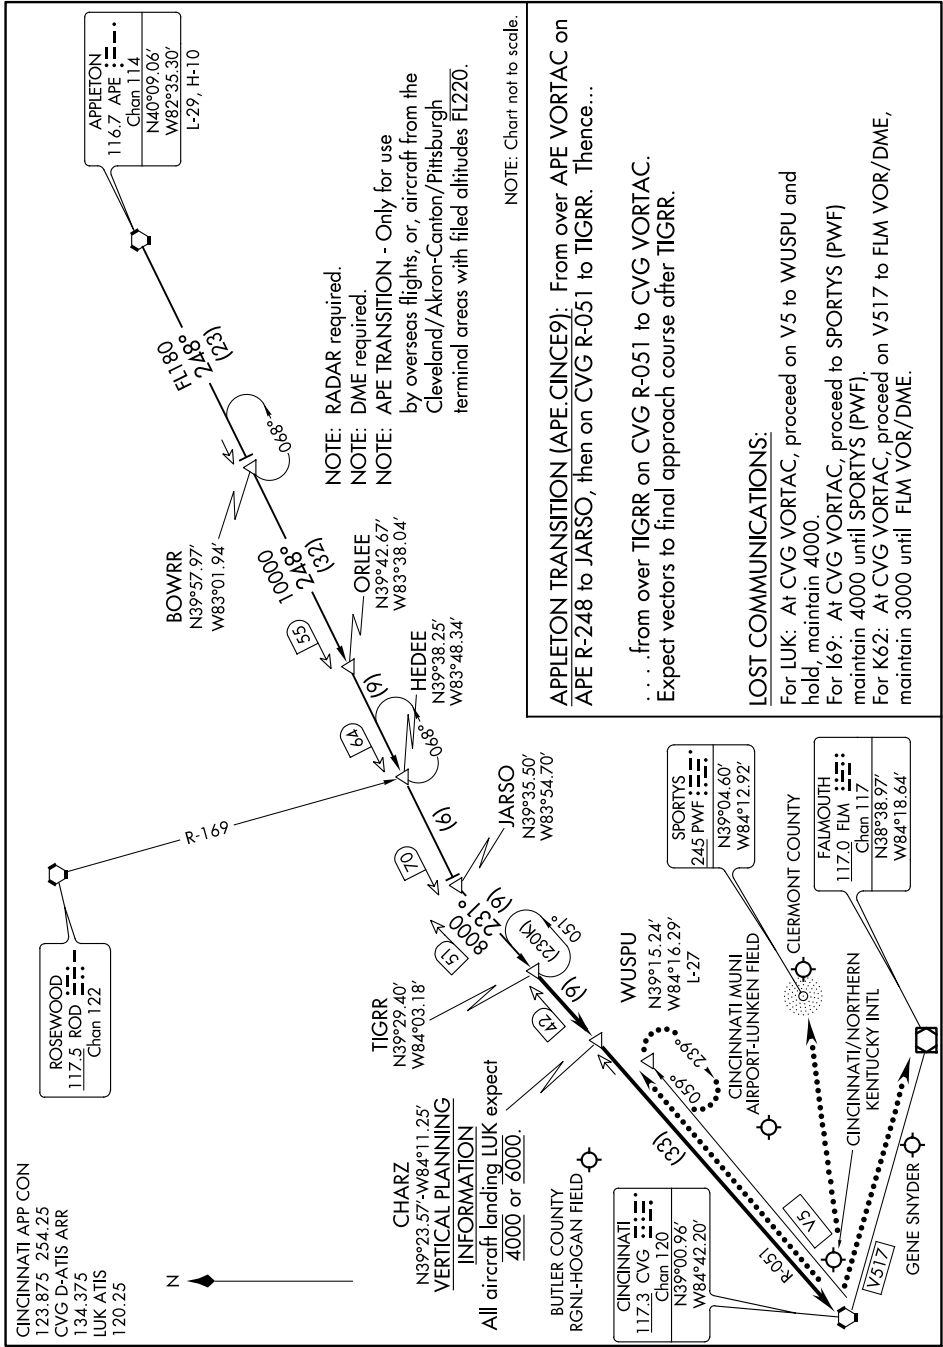 CINCINNATI APP CON
123.875 254.25
CVG D-ATIS ARR
134.375
LUK ATIS
120.25
N
ROSEWOOD
117.5 ROD
Chan 122
R-169
APPLETON
116.7 APE
Chan 114
N40°09.06′
W82°35.30′
L-29, H-10
FL180
248°
(23)
BOWRR
N39°57.97′
W83°01.94′
068°
10000
248°
(32)
55
ORLEE
N39°42.67′
W83°38.04′
(9)
64
HEDEE
N39°38.25′
W83°48.34′
068°
(6)
70
JARSO
N39°35.50′
W83°54.70′
51
8000
231°
(9)
(230K)
051°
TIGRR
N39°29.40′
W84°03.18′
42
(9)
CHARZ
N39°23.57′-W84°11.25′
VERTICAL PLANNING
INFORMATION
All aircraft landing LUK expect
4000 or 6000.
WUSPU
N39°15.24′
W84°16.29′
L-27
059°
239°
(33)
R-051
V5
V517
BUTLER COUNTY
RGNL-HOGAN FIELD
CINCINNATI MUNI
AIRPORT-LUNKEN FIELD
CINCINNATI
117.3 CVG
Chan 120
N39°00.96′
W84°42.20′
SPORTYS
245 PWF
N39°04.60′
W84°12.92′
CLERMONT COUNTY
FALMOUTH
117.0 FLM
Chan 117
N38°38.97′
W84°18.64′
CINCINNATI/NORTHERN
KENTUCKY INTL
GENE SNYDER
NOTE: RADAR required.
NOTE: DME required.
NOTE: APE TRANSITION - Only for use
by overseas flights, or, aircraft from the
Cleveland/Akron-Canton/Pittsburgh
terminal areas with filed altitudes FL220.
NOTE: Chart not to scale.
APPLETON TRANSITION (APE.CINCE9): From over APE VORTAC on
APE R-248 to JARSO, then on CVG R-051 to TIGRR. Thence...
. . . .from over TIGRR on CVG R-051 to CVG VORTAC.
Expect vectors to final approach course after TIGRR.
LOST COMMUNICATIONS:
For LUK: At CVG VORTAC, proceed on V5 to WUSPU and
hold, maintain 4000.
For I69: At CVG VORTAC, proceed to SPORTYS (PWF)
maintain 4000 until SPORTYS (PWF).
For K62: At CVG VORTAC, proceed on V517 to FLM VOR/DME,
maintain 3000 until FLM VOR/DME.